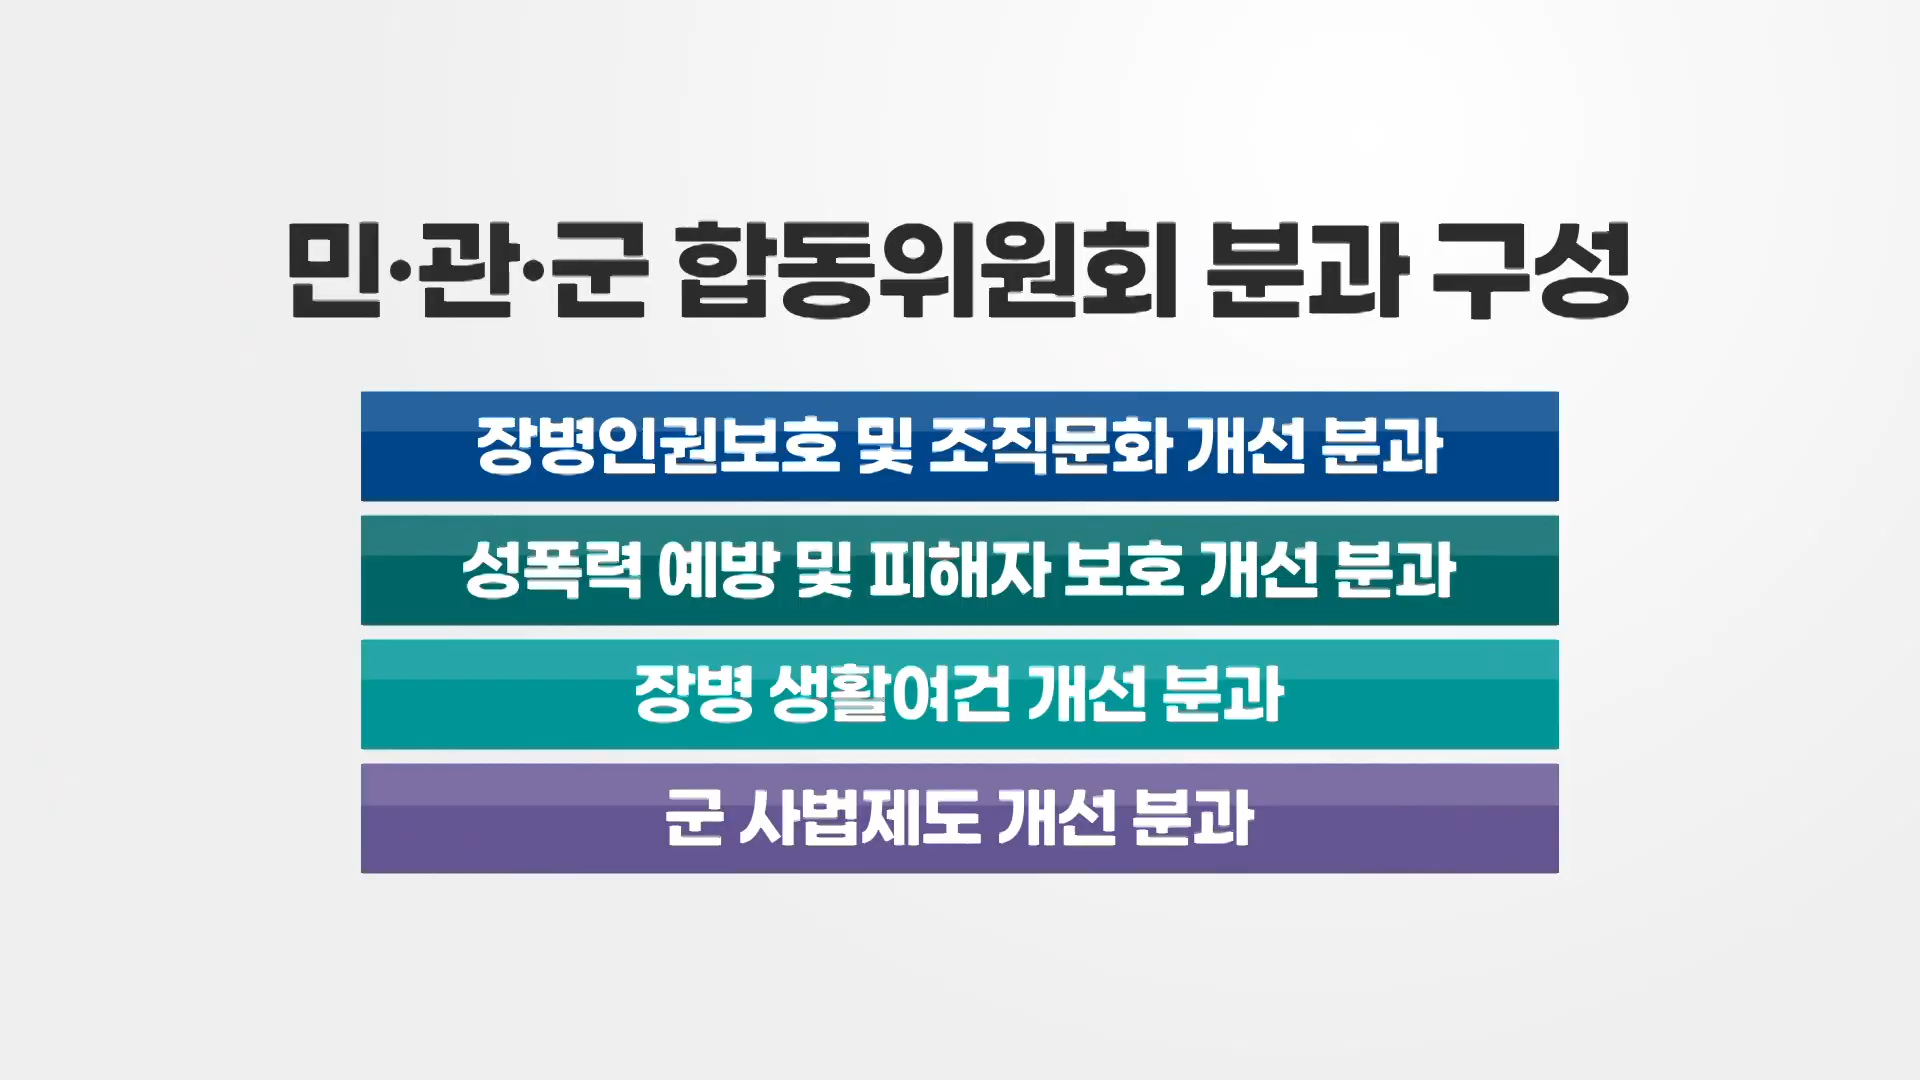 민·관·군 합동위원회 분과 구성
장병인권보호 및 조직문화 개선 분과
성폭력 예방 및 피해자 보호 개선 분과
장병 생활여건 개선 분과
군 사법제도 개선 분과